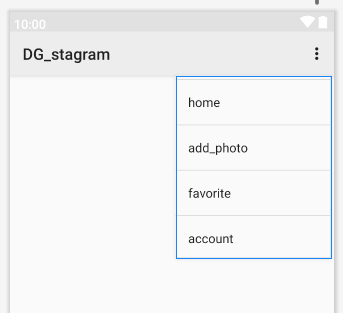 10:00
DG_stagram
home
add_photo
favorite
account